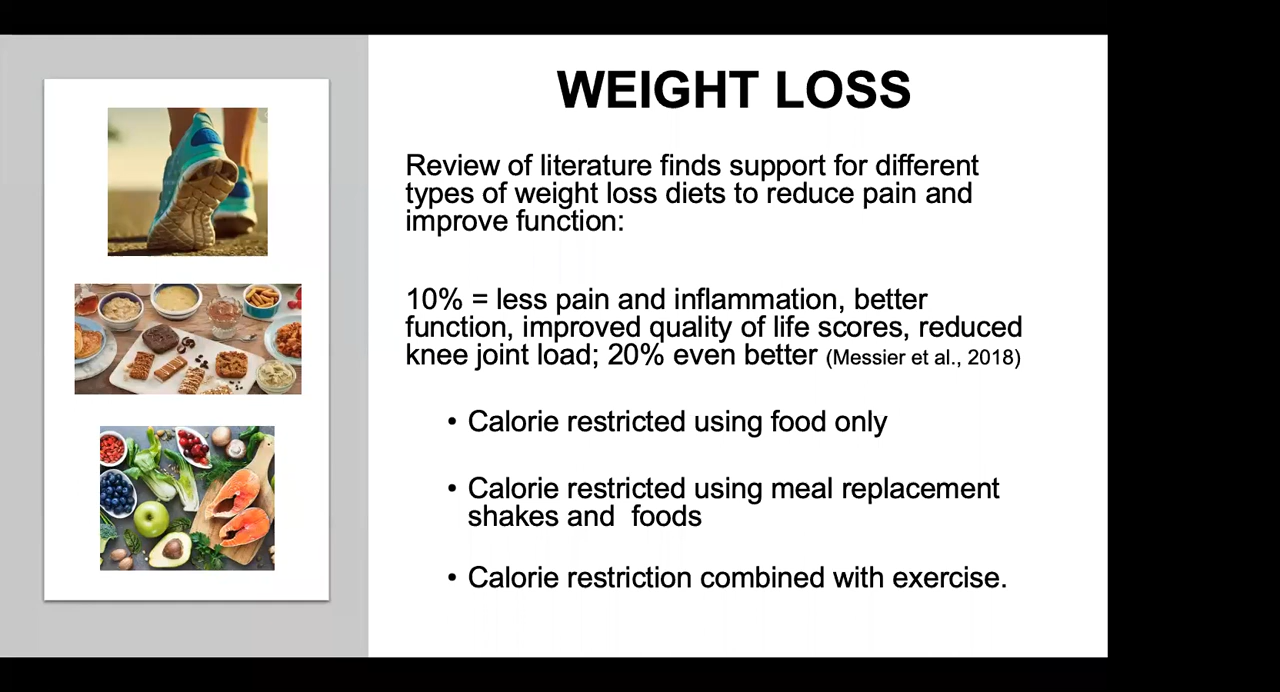 WEIGHT LOSS
Review of literature finds support for different
types of weight loss diets to reduce pain and
improve function:
10% = less pain and inflammation, better
function, improved quality of life scores, reduced
knee joint load; 20% even better (Messier et al., 2018)
• Calorie restricted using food only
• Calorie restricted using meal replacement
shakes and  foods
• Calorie restriction combined with exercise.